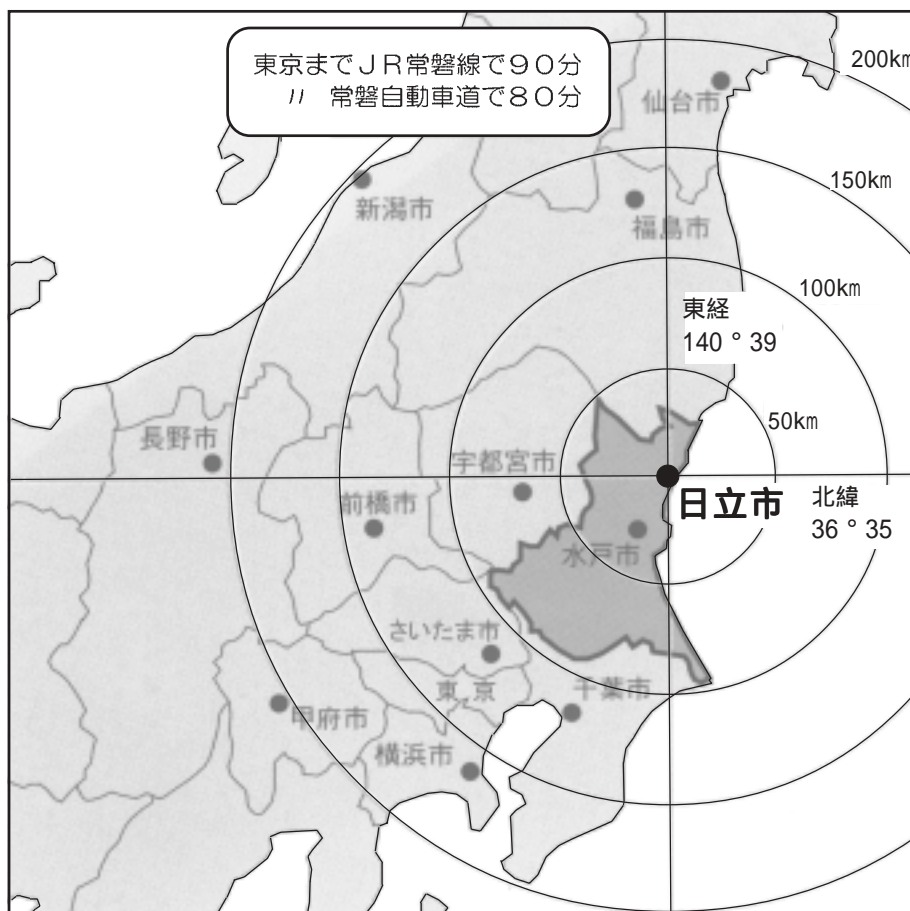 東京までＪＲ常磐線で９０分
〃 常磐自動車道で８０分
200km
仙台市
150km
新潟市
福島市
100km
東経
140°39
50km
長野市
宇都宮市
前橋市
日立市
北緯
36°35
水戸市
さいたま市
東京
千葉市
甲府市
横浜市